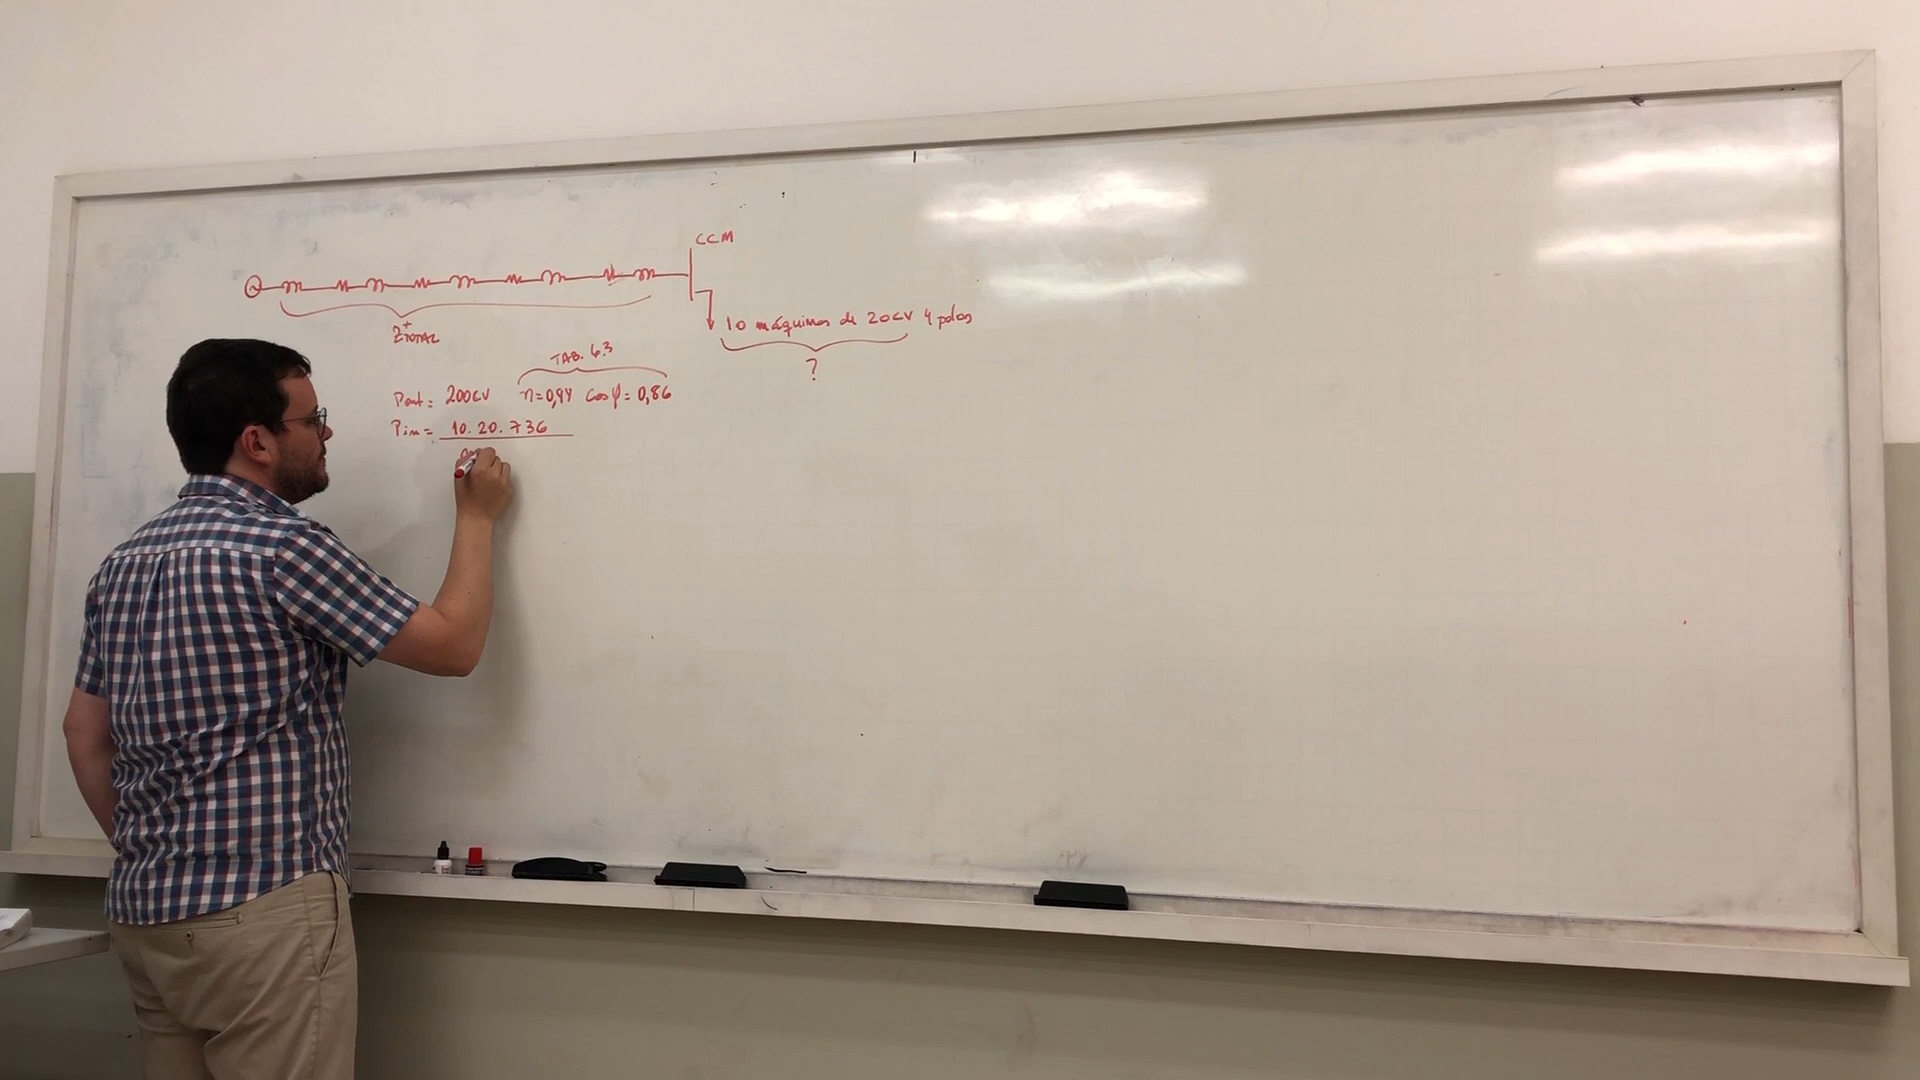 CCM
Z+TOTAL
10 máquinas de 20CV 4 polos
?
TAB. 6.3
Pout = 200CV η=0,94 cosφ = 0,86
Pin = 10.20.736